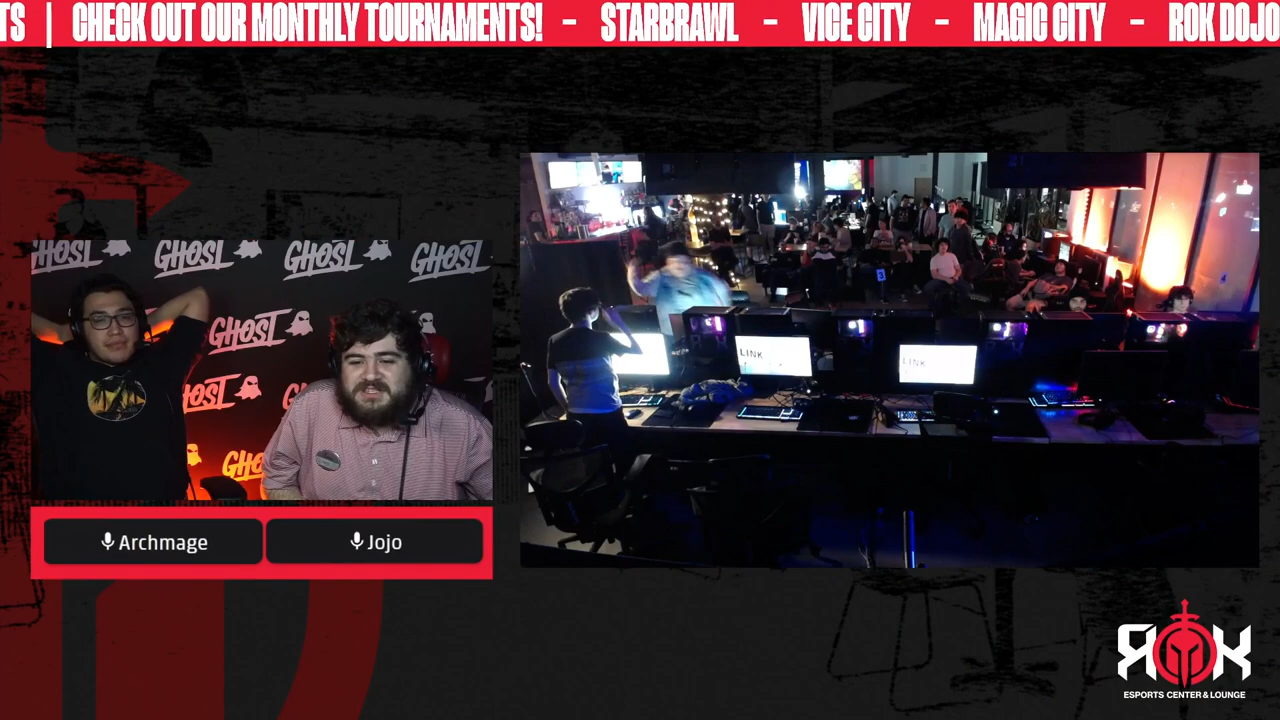 TS | CHECK OUT OUR MONTHLY TOURNAMENTS! - STARBRAWL - VICE CITY - MAGIC CITY - ROK DOJO
GHOST GHOST GHOST GHOST
GHOST
GHOST
GHOST
LINK
LINK
Archmage
Jojo
ROK
ESPORTS CENTER & LOUNGE